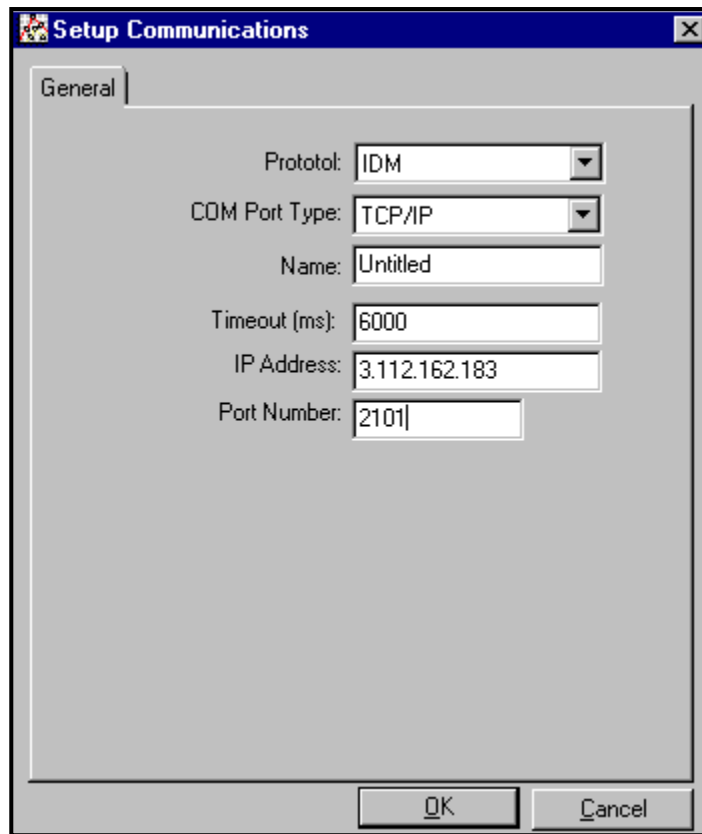 Setup Communications
General
Prototol: IDM
COM Port Type: TCP/IP
Name: Untitled
Timeout (ms): 6000
IP Address: 3.112.162.183
Port Number: 2101
OK
Cancel